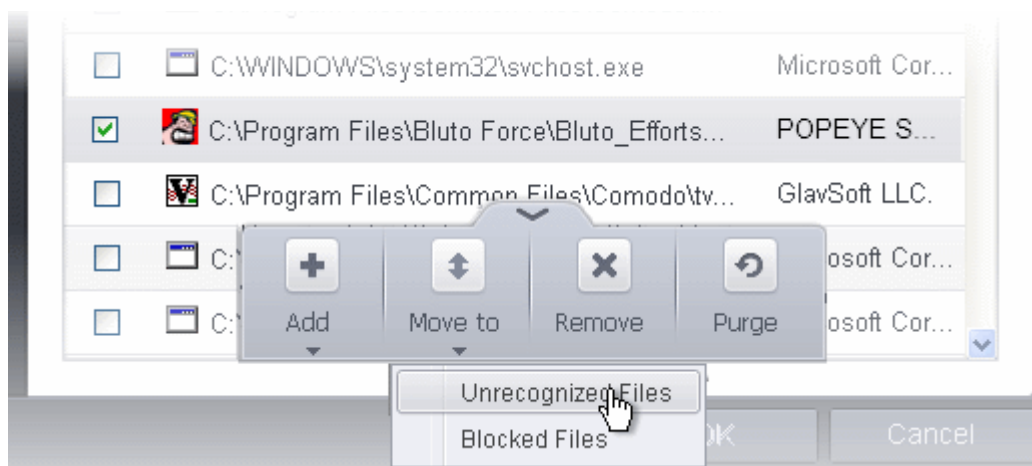 C:\WINDOWS\system32\svchost.exe Microsoft Cor...
C:\Program Files\Bluto Force\Bluto_Efforts... POPEYE S...
C:\Program Files\Common Files\Comodo\tv... GlavSoft LLC.
C:\ osoft Cor...
C:\ osoft Cor...
Add Move to Remove Purge
Unrecognized Files
Blocked Files
OK Cancel